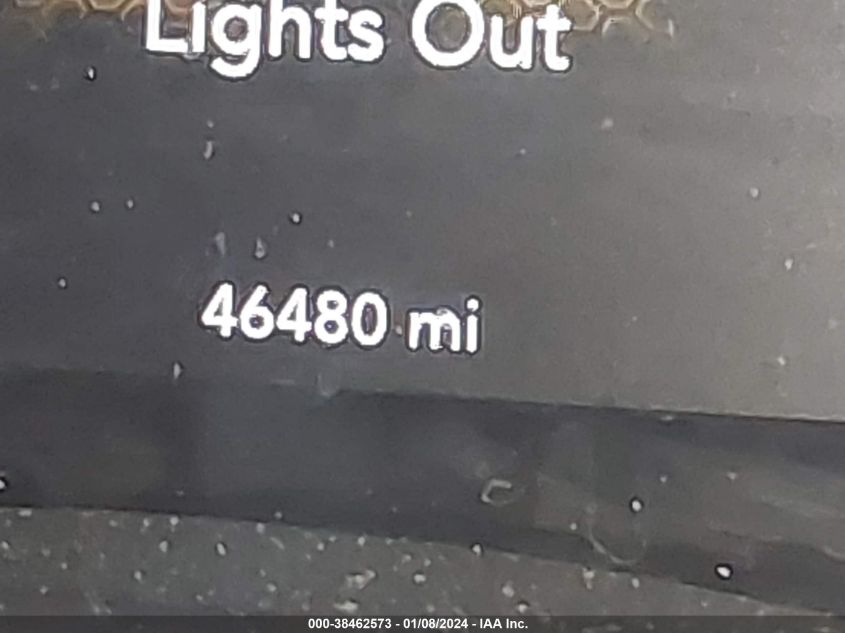 Lights Out
46480 mi
000-38462573 - 01/08/2024 - IAA Inc.